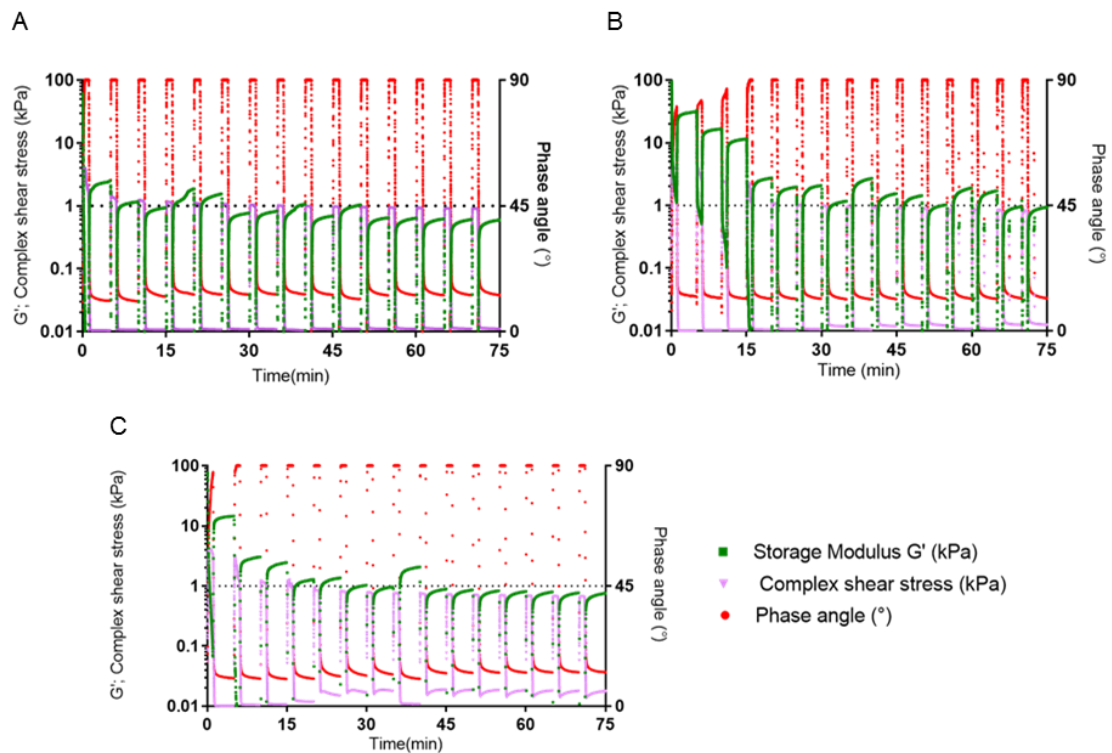 A
B
100
10
1
0.1
0.01
G'; Complex shear stress (kPa)
90
45
0
Phase angle (°)
0
15
30
45
60
75
Time(min)
100
10
1
0.1
0.01
G'; Complex shear stress (kPa)
90
45
0
Phase angle (°)
0
15
30
45
60
75
Time (min)
C
100
10
1
0.1
0.01
G'; Complex shear stress (kPa)
90
45
0
Phase angle (°)
0
15
30
45
60
75
Time(min)
Storage Modulus G' (kPa)
Complex shear stress (kPa)
Phase angle (°)